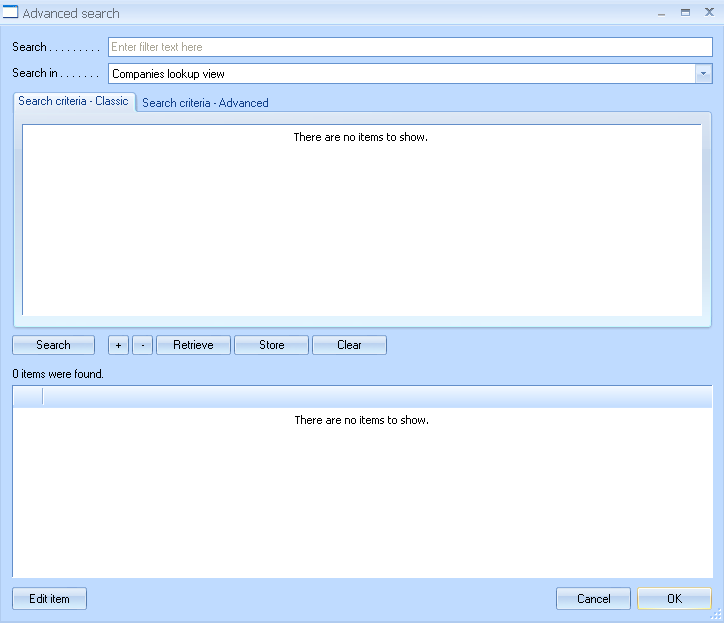 Advanced search
Search . . . . . . . . . Enter filter text here
Search in . . . . . . . Companies lookup view
Search criteria - Classic Search criteria - Advanced
There are no items to show.
Search + - Retrieve Store Clear
0 items were found.
There are no items to show.
Edit item Cancel OK